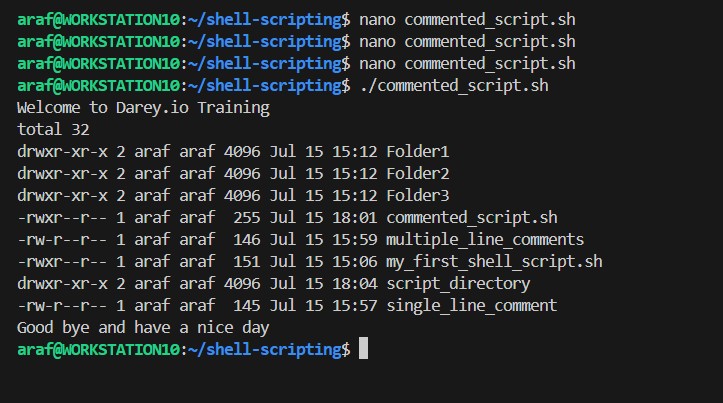 araf@WORKSTATION10:~/shell-scripting$ nano commented_script.sh
araf@WORKSTATION10:~/shell-scripting$ nano commented_script.sh
araf@WORKSTATION10:~/shell-scripting$ nano commented_script.sh
araf@WORKSTATION10:~/shell-scripting$ ./commented_script.sh
Welcome to Darey.io Training
total 32
drwxr-xr-x 2 araf araf 4096 Jul 15 15:12 Folder1
drwxr-xr-x 2 araf araf 4096 Jul 15 15:12 Folder2
drwxr-xr-x 2 araf araf 4096 Jul 15 15:12 Folder3
-rwxr--r-- 1 araf araf  255 Jul 15 18:01 commented_script.sh
-rw-r--r-- 1 araf araf  146 Jul 15 15:59 multiple_line_comments
-rwxr--r-- 1 araf araf  151 Jul 15 15:06 my_first_shell_script.sh
drwxr-xr-x 2 araf araf 4096 Jul 15 18:04 script_directory
-rw-r--r-- 1 araf araf  145 Jul 15 15:57 single_line_comment
Good bye and have a nice day
araf@WORKSTATION10:~/shell-scripting$